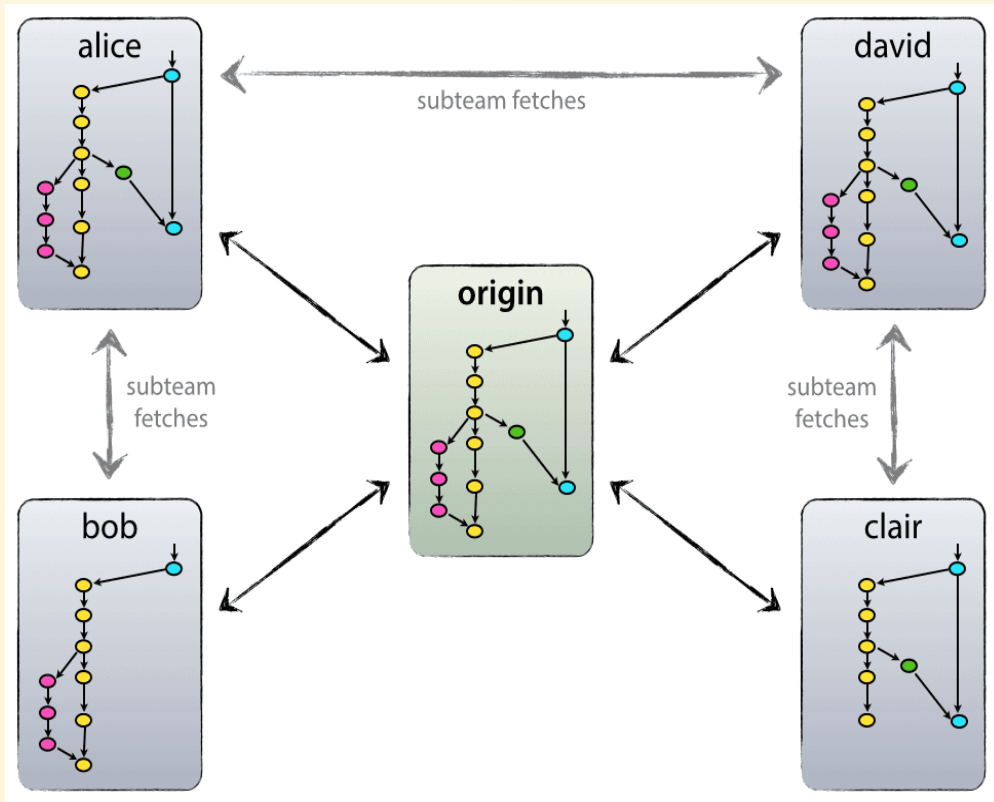 alice
david
subteam fetches
origin
subteam
fetches
subteam
fetches
bob
clair